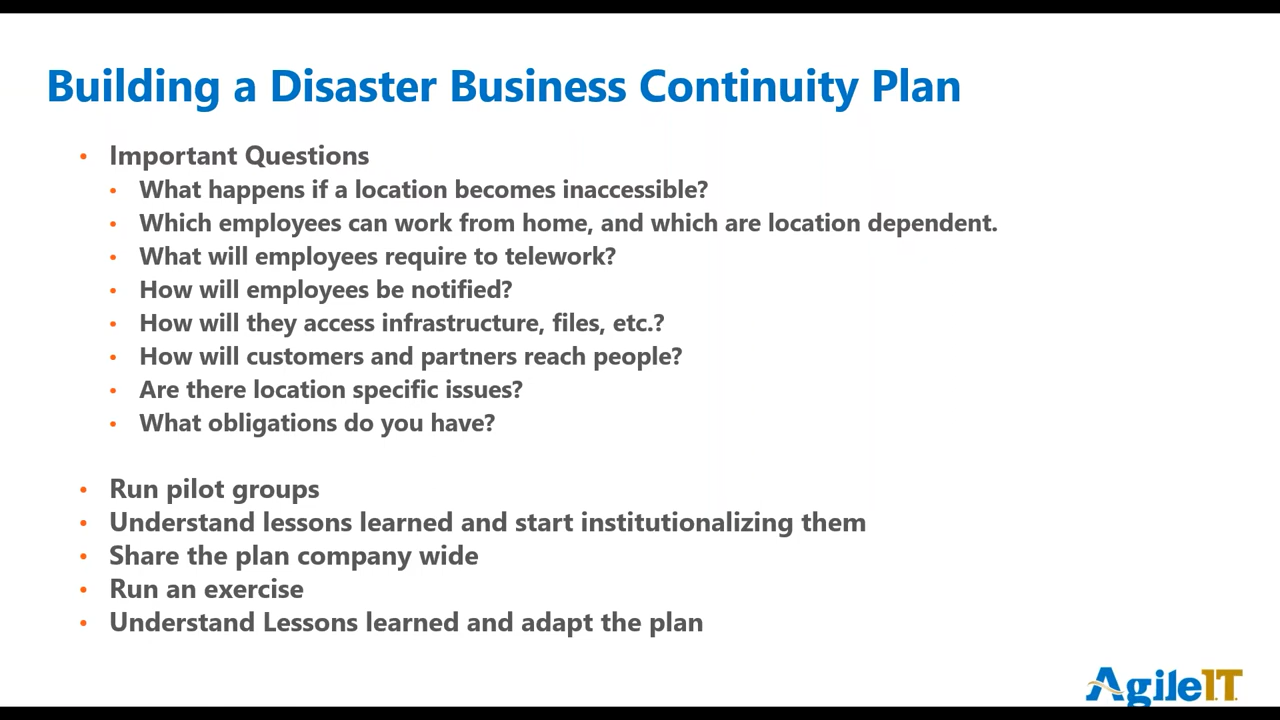 Building a Disaster Business Continuity Plan
• Important Questions
• What happens if a location becomes inaccessible?
• Which employees can work from home, and which are location dependent.
• What will employees require to telework?
• How will employees be notified?
• How will they access infrastructure, files, etc.?
• How will customers and partners reach people?
• Are there location specific issues?
• What obligations do you have?
• Run pilot groups
• Understand lessons learned and start institutionalizing them
• Share the plan company wide
• Run an exercise
• Understand Lessons learned and adapt the plan
AgileI.T.